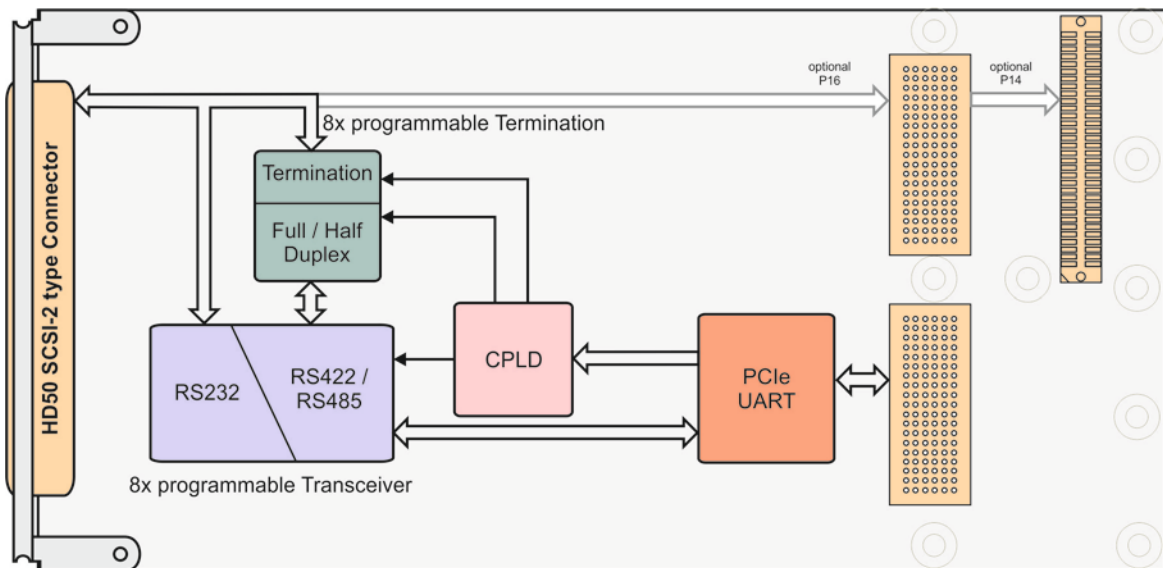 optional
P16
optional
P14
8x programmable Termination
Termination
Full / Half
Duplex
HD50 SCSI-2 type Connector
RS232
RS422 /
RS485
CPLD
PCIe
UART
8x programmable Transceiver